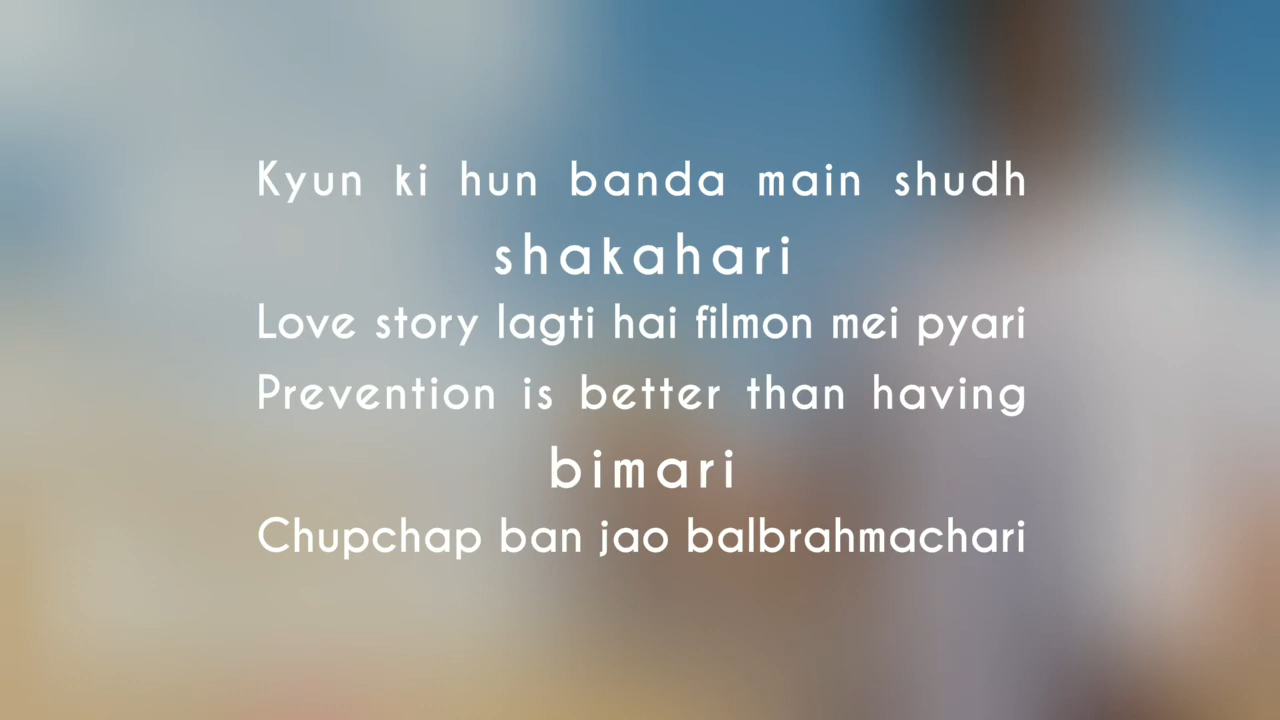 Kyun ki hun banda main shudh
shakahari
Love story lagti hai filmon mei pyari
Prevention is better than having
bimari
Chupchap ban jao balbrahmachari